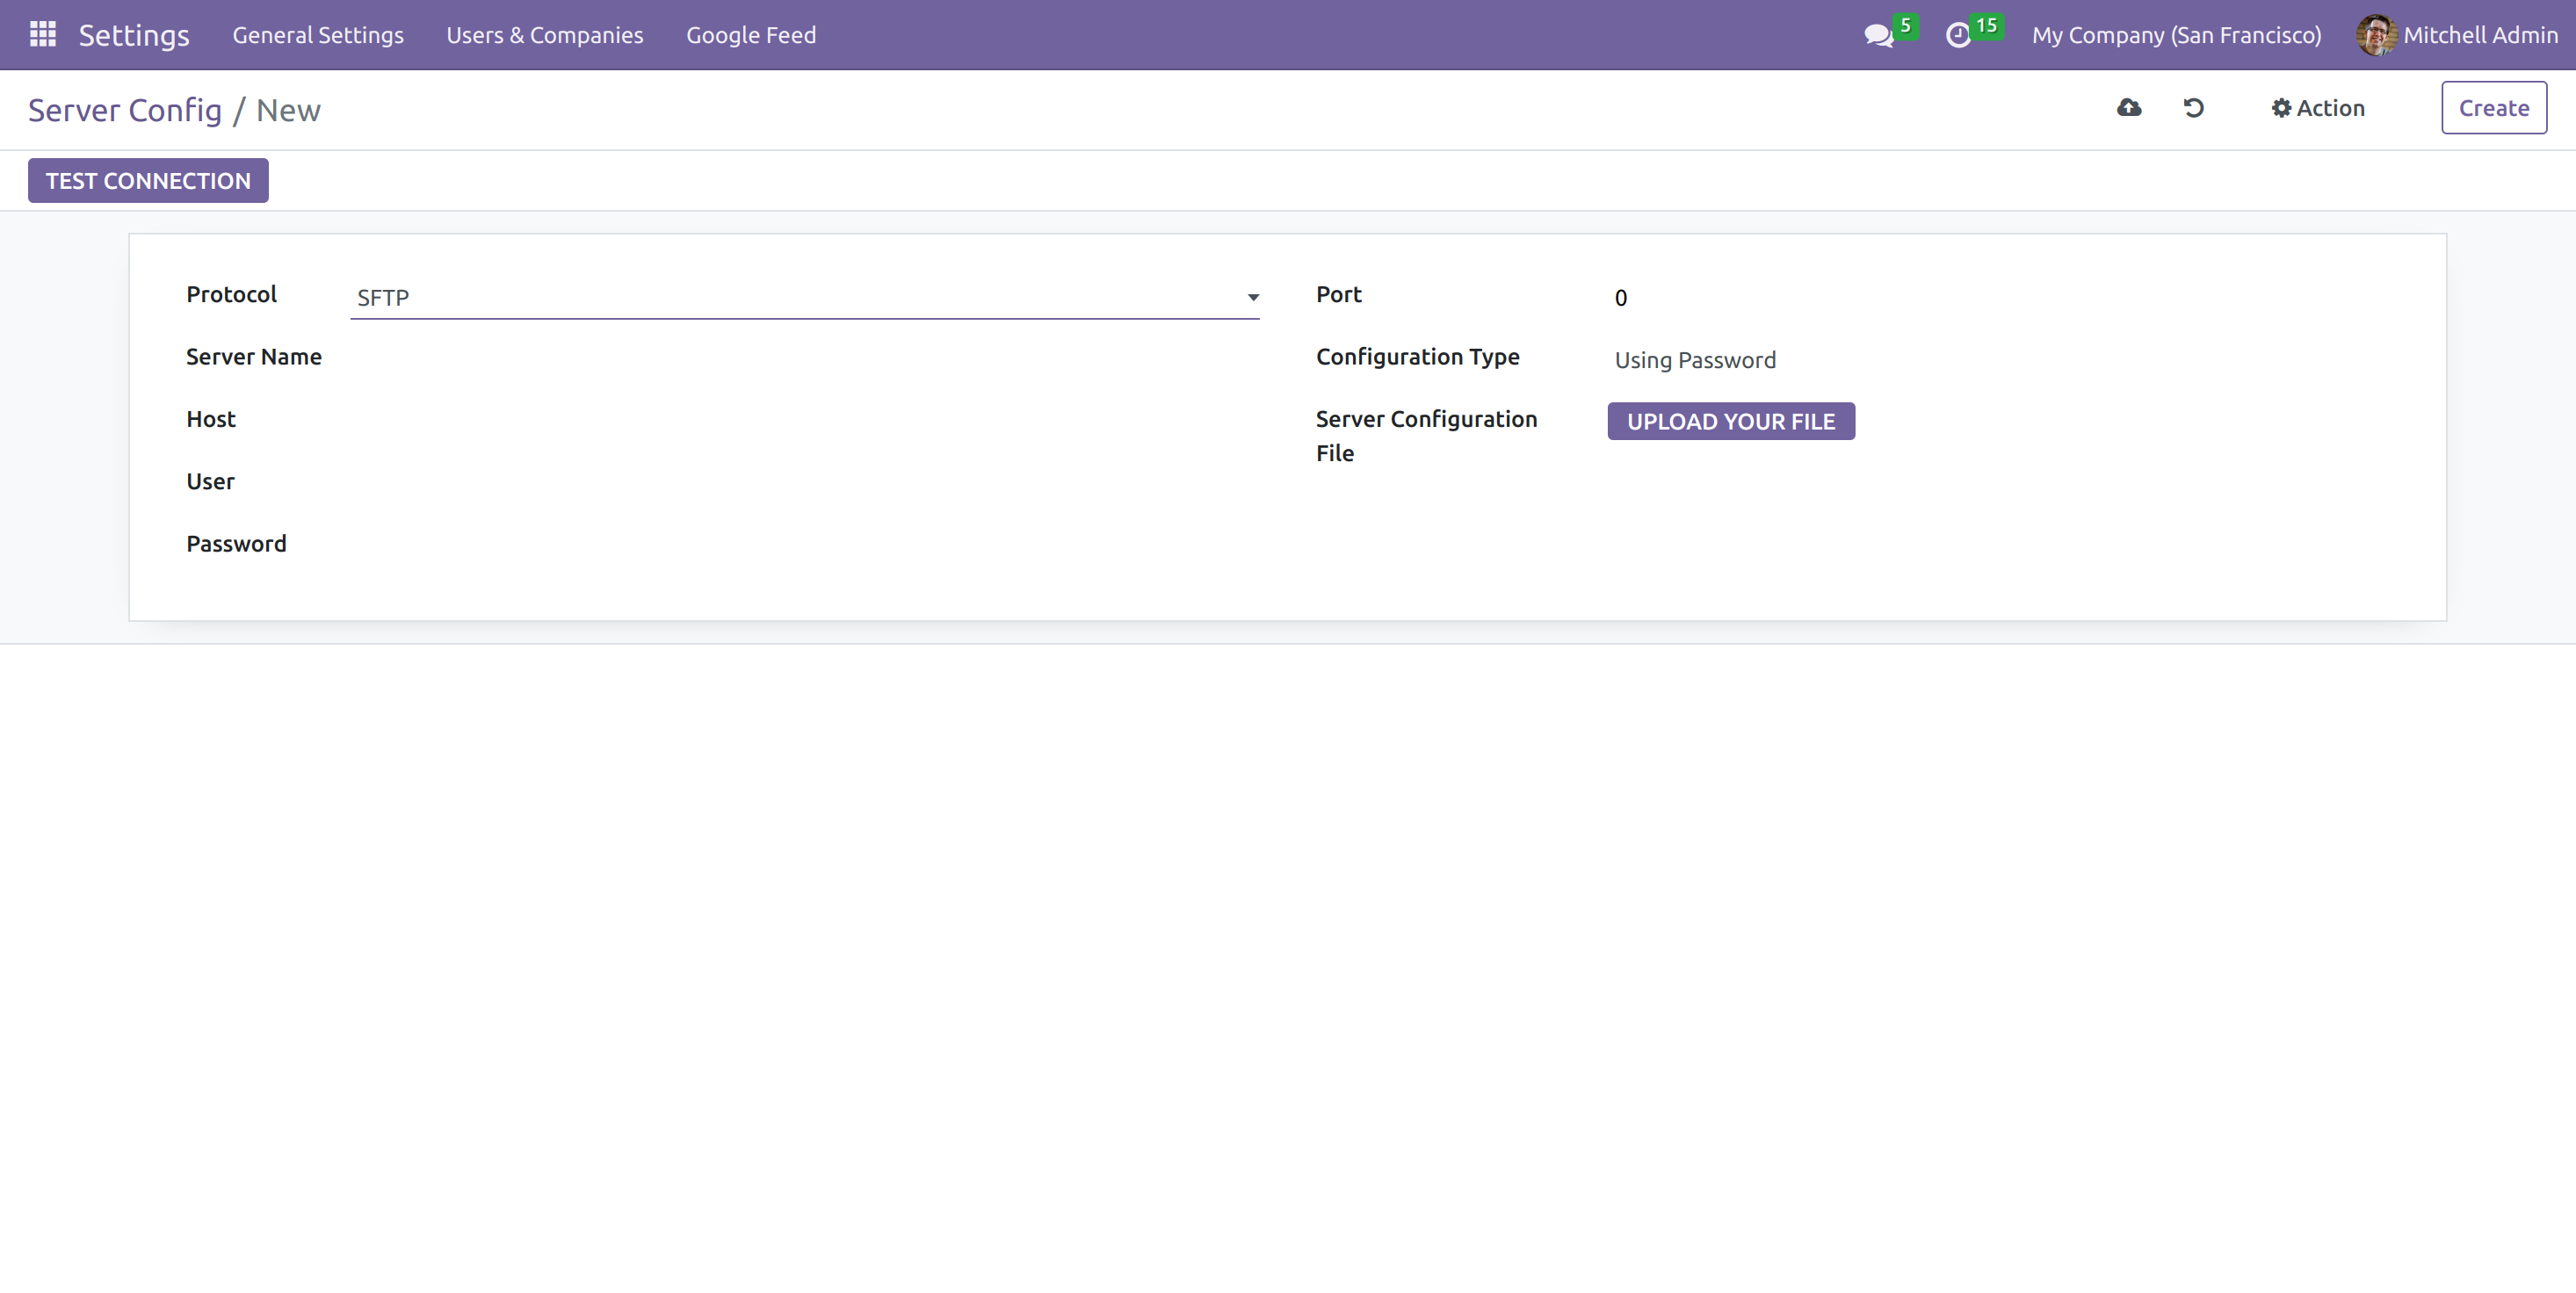 Settings General Settings Users & Companies Google Feed 5 15 My Company (San Francisco) Mitchell Admin
Server Config / New Action Create
TEST CONNECTION
Protocol SFTP Port 0
Server Name Configuration Type Using Password
Host Server Configuration File UPLOAD YOUR FILE
User
Password